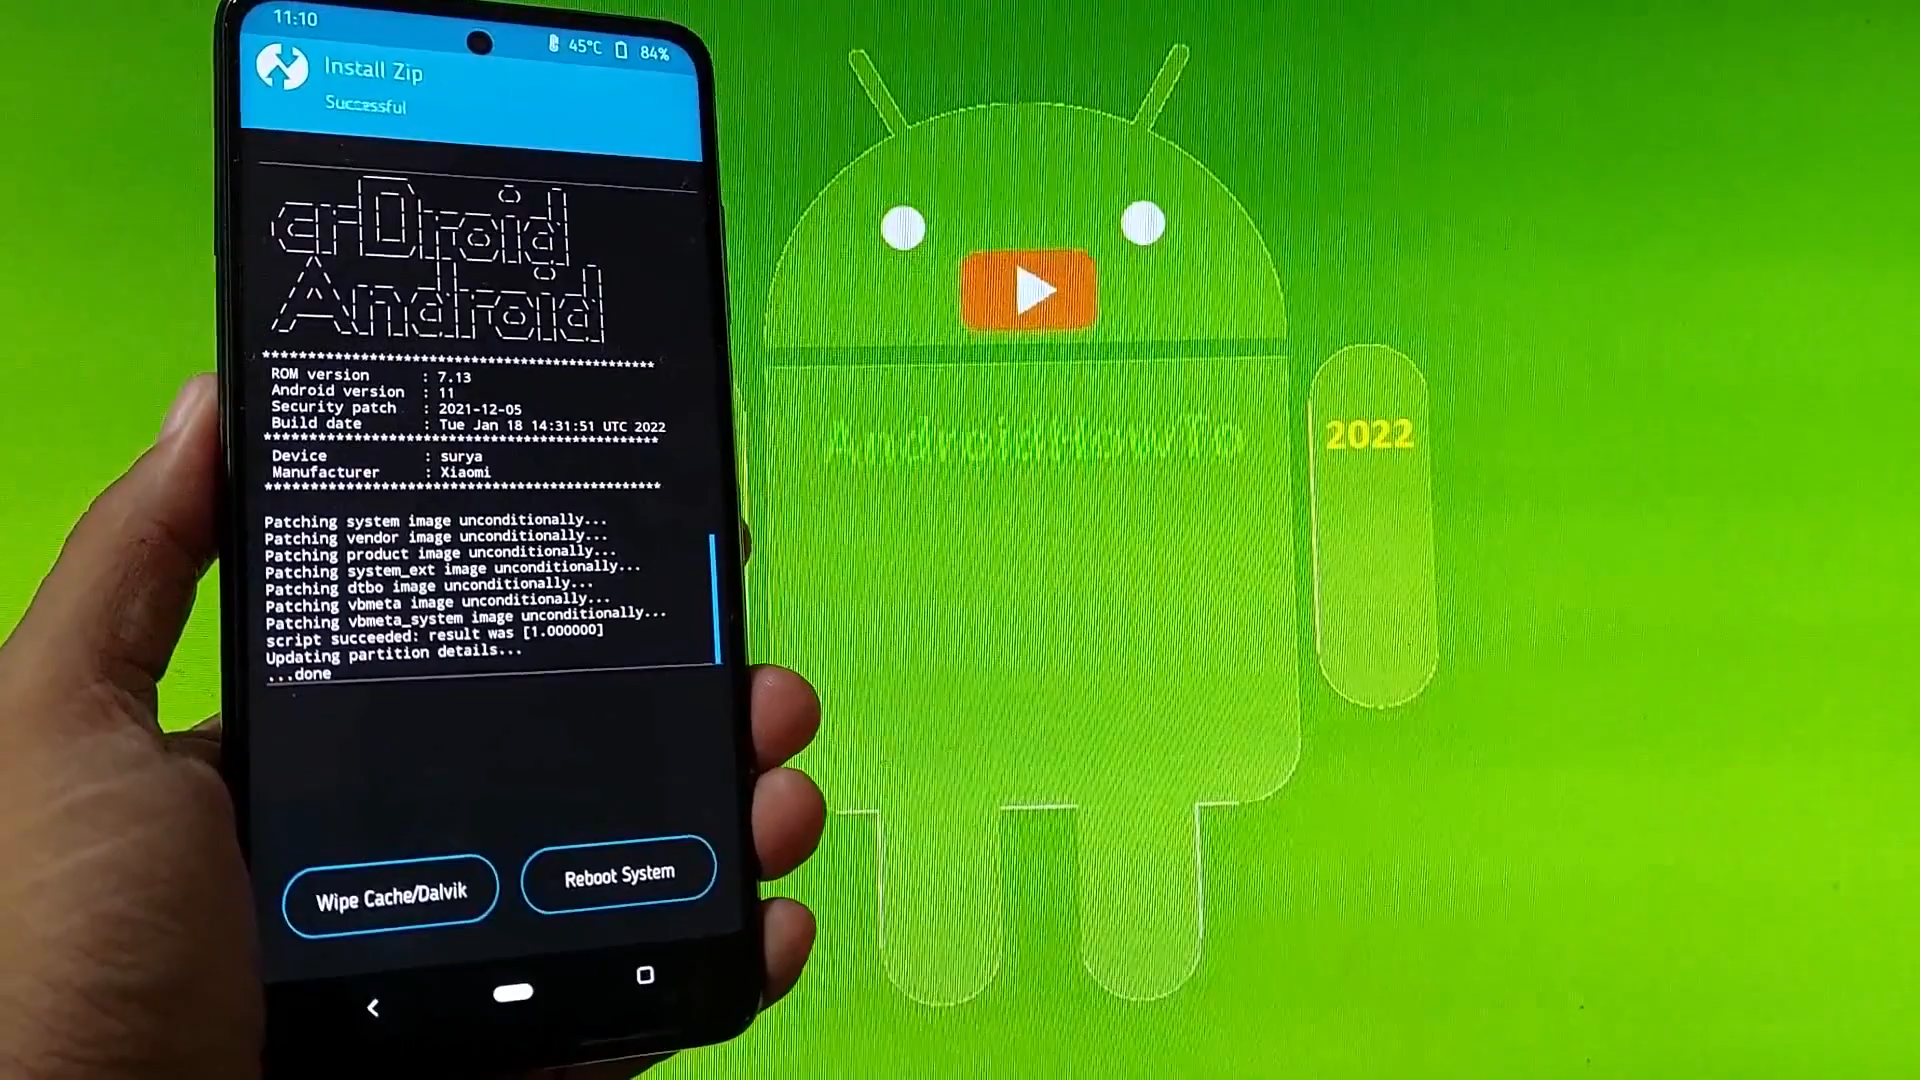 11:10
45°C 84%
Install Zip
Successful
crDroid
Android
********************************************
ROM version : 7.13
Android version : 11
Security patch : 2021-12-05
Build date : Tue Jan 18 14:31:51 UTC 2022
********************************************
Device : surya
Manufacturer : Xiaomi
********************************************
Patching system image unconditionally...
Patching vendor image unconditionally...
Patching product image unconditionally...
Patching system_ext image unconditionally...
Patching dtbo image unconditionally...
Patching vbmeta image unconditionally...
Patching vbmeta_system image unconditionally...
script succeeded: result was [1.000000]
Updating partition details...
...done
Wipe Cache/Dalvik
Reboot System
AndroidHowTo
2022